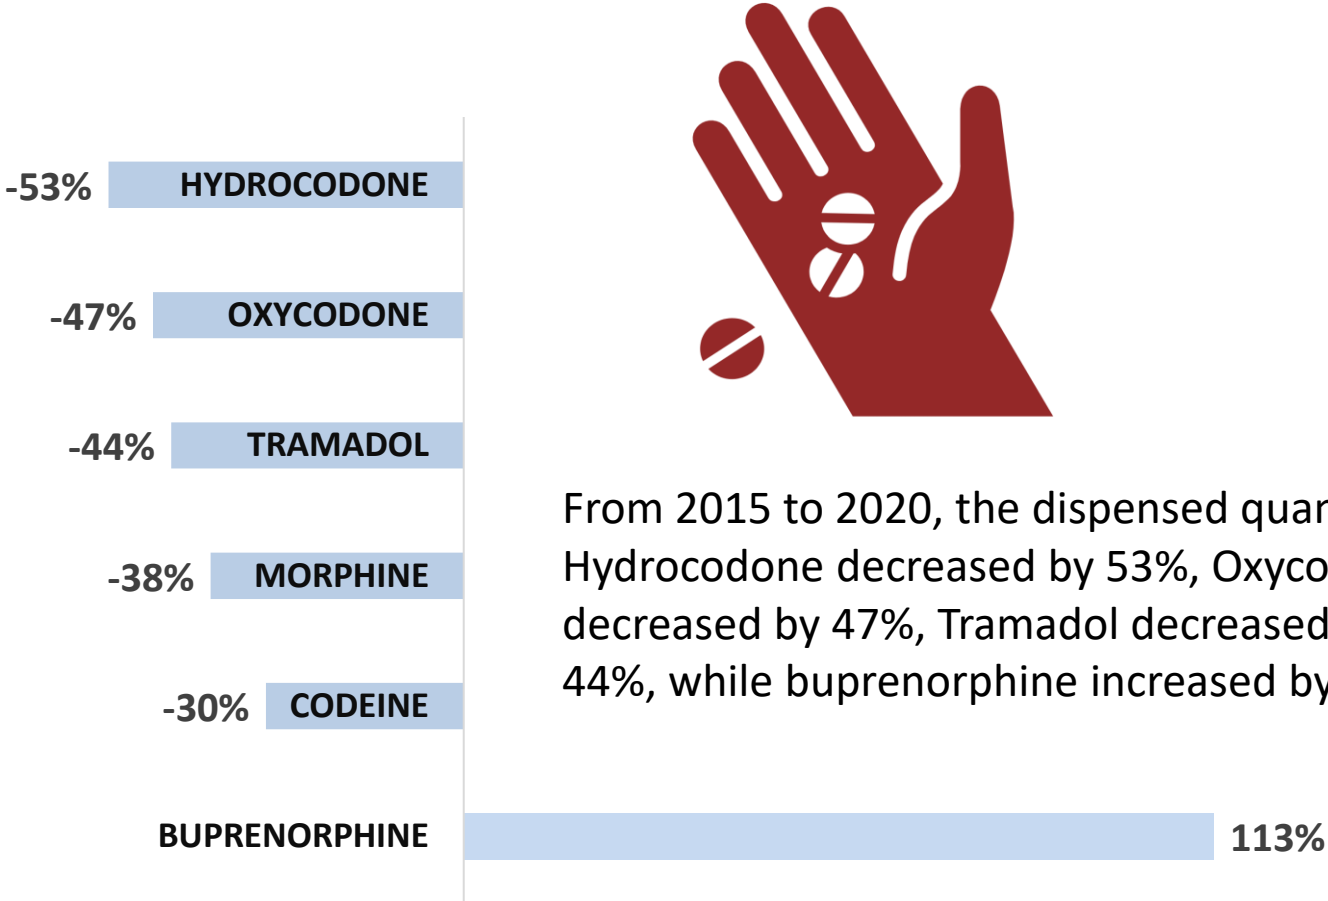 -53% HYDROCODONE
-47% OXYCODONE
-44% TRAMADOL
-38% MORPHINE
-30% CODEINE
BUPRENORPHINE 113%
From 2015 to 2020, the dispensed
Hydrocodone decreased by 53%,
decreased by 47%, Tramadol decreased
44%, while buprenorphine increased by